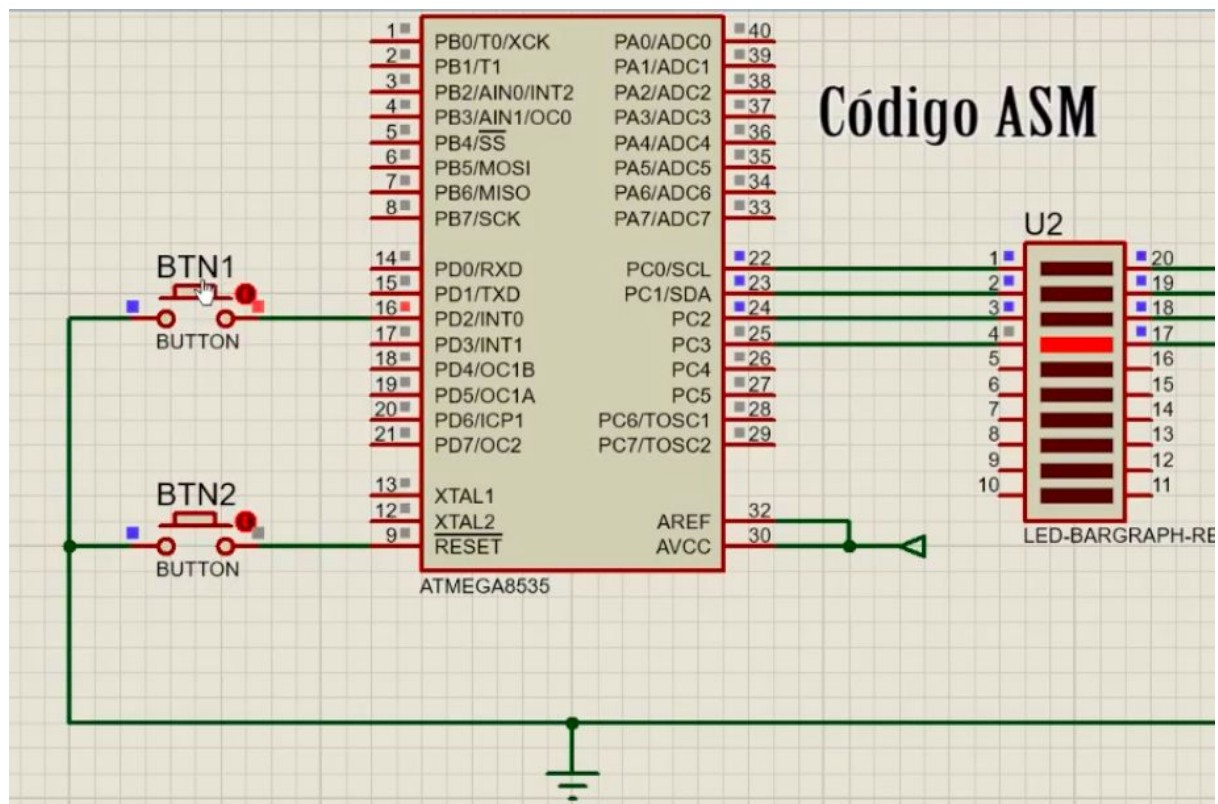 Código ASM
1 PB0/T0/XCK PA0/ADC0 40
2 PB1/T1 PA1/ADC1 39
3 PB2/AIN0/INT2 PA2/ADC2 38
4 PB3/AIN1/OC0 PA3/ADC3 37
5 PB4/SS PA4/ADC4 36
6 PB5/MOSI PA5/ADC5 35
7 PB6/MISO PA6/ADC6 34
8 PB7/SCK PA7/ADC7 33
14 PD0/RXD PC0/SCL 22
15 PD1/TXD PC1/SDA 23
16 PD2/INT0 PC2 24
17 PD3/INT1 PC3 25
18 PD4/OC1B PC4 26
19 PD5/OC1A PC5 27
20 PD6/ICP1 PC6/TOSC1 28
21 PD7/OC2 PC7/TOSC2 29
13 XTAL1
12 XTAL2 AREF 32
9 RESET AVCC 30
ATMEGA8535
BTN1
BUTTON
BTN2
BUTTON
U2
1 20
2 19
3 18
4 17
5 16
6 15
7 14
8 13
9 12
10 11
LED-BARGRAPH-RE